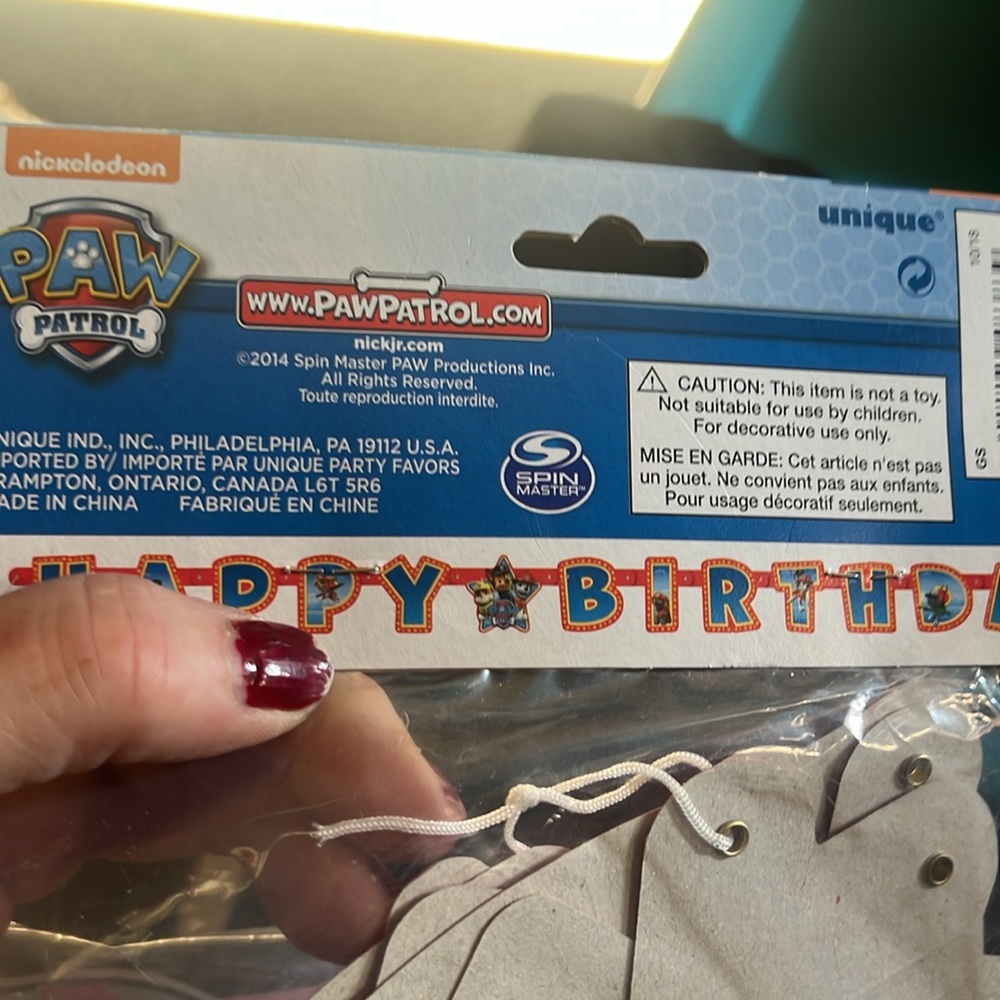 nickelodeon
PAW
PATROL
www.PAWPATROL.COM
nickjr.com
©2014 Spin Master PAW Productions Inc.
All Rights Reserved.
Toute reproduction interdite.
unique®
NIQUE IND., INC., PHILADELPHIA, PA 19112 U.S.A.
PORTED BY/ IMPORTÉ PAR UNIQUE PARTY FAVORS
RAMPTON, ONTARIO, CANADA L6T 5R6
ADE IN CHINA FABRIQUÉ EN CHINE
S
SPIN
MASTER™
CAUTION: This item is not a toy.
Not suitable for use by children.
For decorative use only.
MISE EN GARDE: Cet article n'est pas
un jouet. Ne convient pas aux enfants.
Pour usage décoratif seulement.
GS
HAPPY BIRTHDA